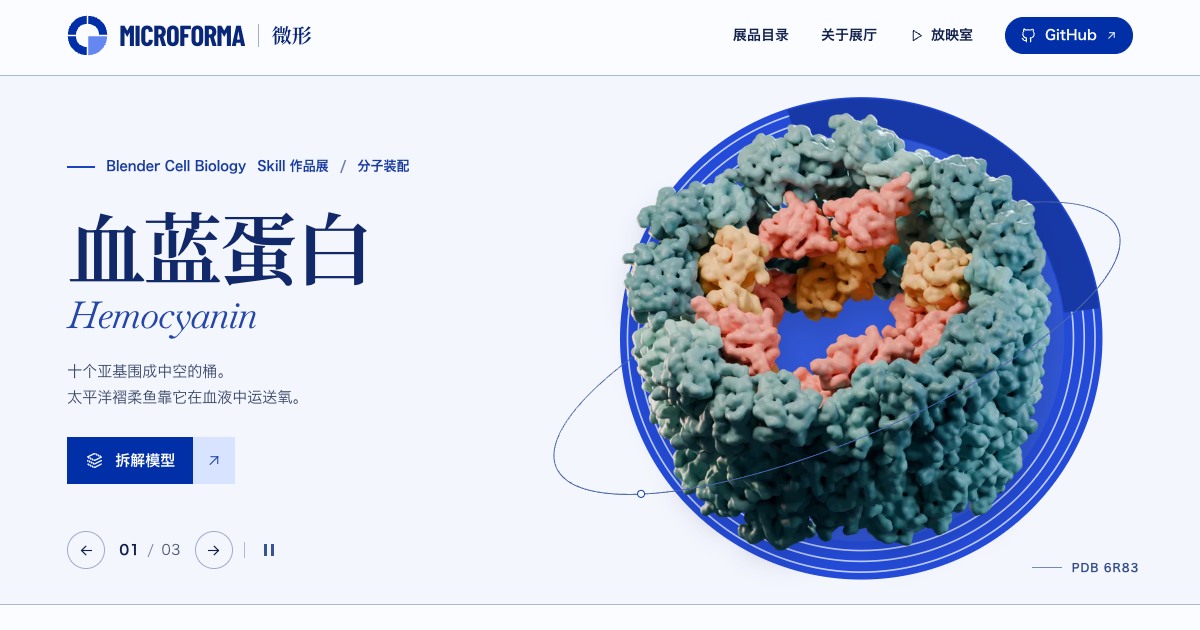 MICROFORMA 微形
展品目录 关于展厅 放映室 GitHub
Blender Cell Biology Skill 作品展 / 分子装配
血蓝蛋白
Hemocyanin
十个亚基围成中空的桶。
太平洋褶柔鱼靠它在血液中运送氧。
拆解模型
01 / 03
PDB 6R83